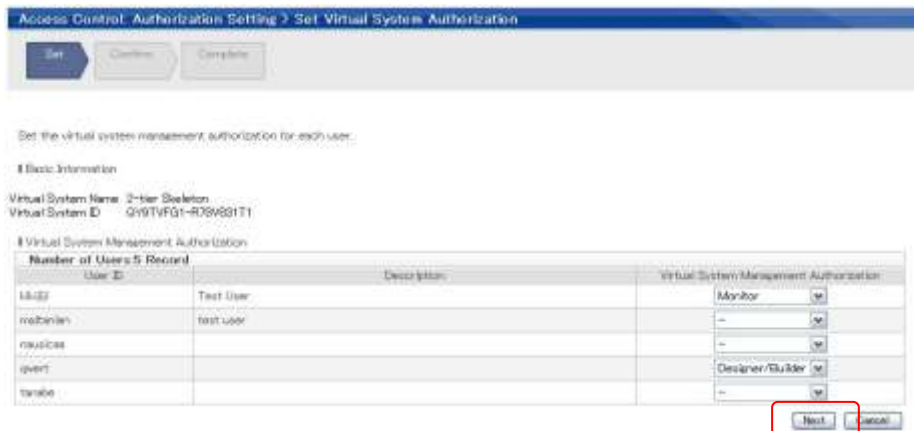 Access Control: Authorization Setting > Set Virtual System Authorization
Set
Confirm
Complete
Set the virtual system management authorization for each user.
Basic Information
Virtual System Name 2-tier Skeleton
Virtual System ID
Virtual System Management Authorization
Number of Users 5 Record
User ID Description Virtual System Management Authorization
Test User Monitor
test user --
nausicaa --
qwert Designer/Builder
tanabe --
Next Cancel